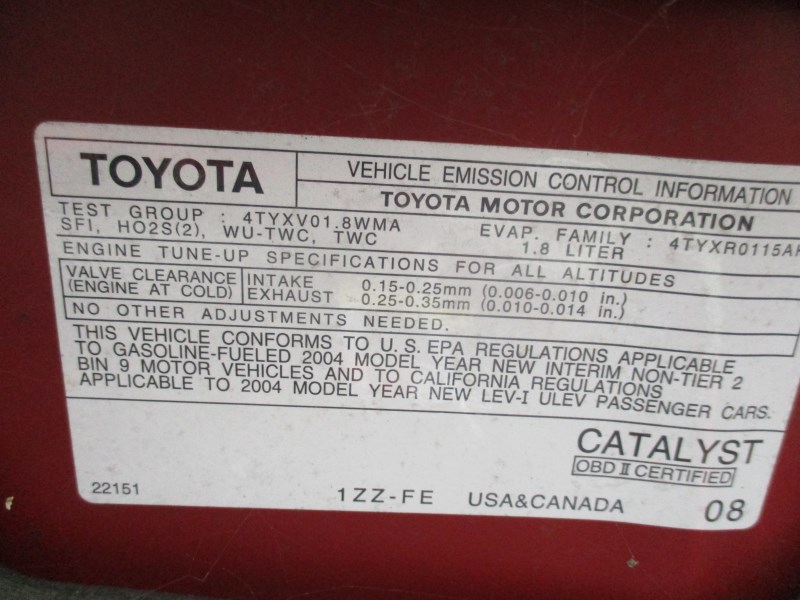 TOYOTA
VEHICLE EMISSION CONTROL INFORMATION
TOYOTA MOTOR CORPORATION
TEST GROUP : 4TYXV01.8WMA
EVAP. FAMILY : 4TYXR0115A
SFI, HO2S(2), WU-TWC, TWC
1.8 LITER
ENGINE TUNE-UP SPECIFICATIONS FOR ALL ALTITUDES
VALVE CLEARANCE
(ENGINE AT COLD)
INTAKE 0.15-0.25mm (0.006-0.010 in.)
EXHAUST 0.25-0.35mm (0.010-0.014 in.)
NO OTHER ADJUSTMENTS NEEDED.
THIS VEHICLE CONFORMS TO U.S. EPA REGULATIONS APPLICABLE
TO GASOLINE-FUELED 2004 MODEL YEAR NEW INTERIM NON-TIER 2
BIN 9 MOTOR VEHICLES AND TO CALIFORNIA REGULATIONS
APPLICABLE TO 2004 MODEL YEAR NEW LEV-I ULEV PASSENGER CARS.
CATALYST
OBD II CERTIFIED
22151
1ZZ-FE USA&CANADA 08